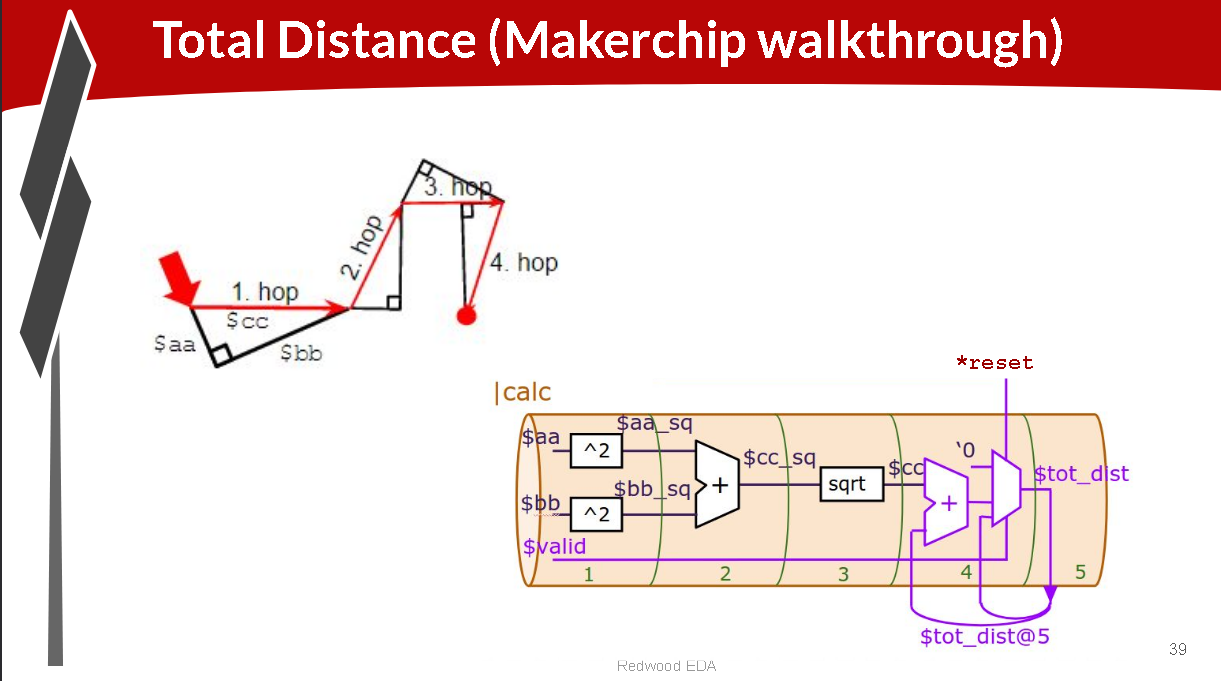 Total Distance (Makerchip walkthrough)
3. hop
2. hop
4. hop
1. hop
$cc
$aa
$bb
*reset
|calc
$aa
^2
$aa_sq
$bb
^2
$bb_sq
+
$cc_sq
sqrt
$cc
+
‘0
$tot_dist
$valid
1
2
3
4
5
$tot_dist@5
39
Redwood EDA